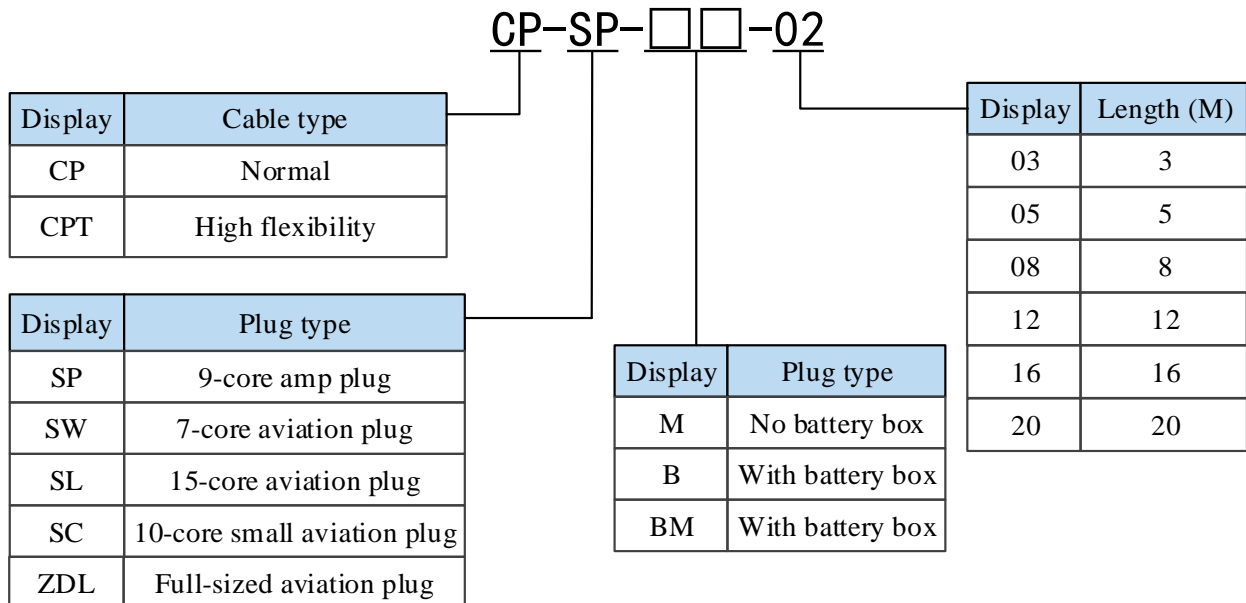 CP-SP-□□-02
Display Cable type
CP Normal
CPT High flexibility
Display Plug type
SP 9-core amp plug
SW 7-core aviation plug
SL 15-core aviation plug
SC 10-core small aviation plug
ZDL Full-sized aviation plug
Display Plug type
M No battery box
B With battery box
BM With battery box
Display Length (M)
03 3
05 5
08 8
12 12
16 16
20 20